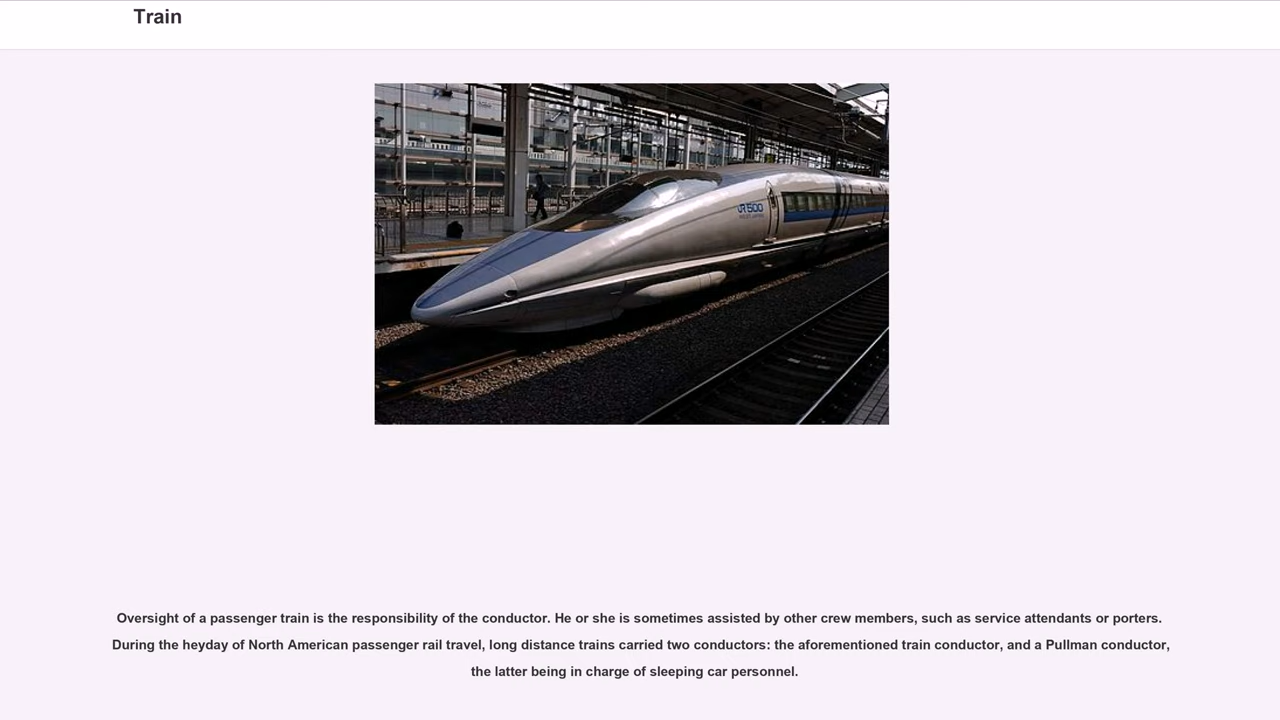 Train
JR 500
Oversight of a passenger train is the responsibility of the conductor. He or she is sometimes assisted by other crew members, such as service attendants or porters.
During the heyday of North American passenger rail travel, long distance trains carried two conductors: the aforementioned train conductor, and a Pullman conductor,
the latter being in charge of sleeping car personnel.